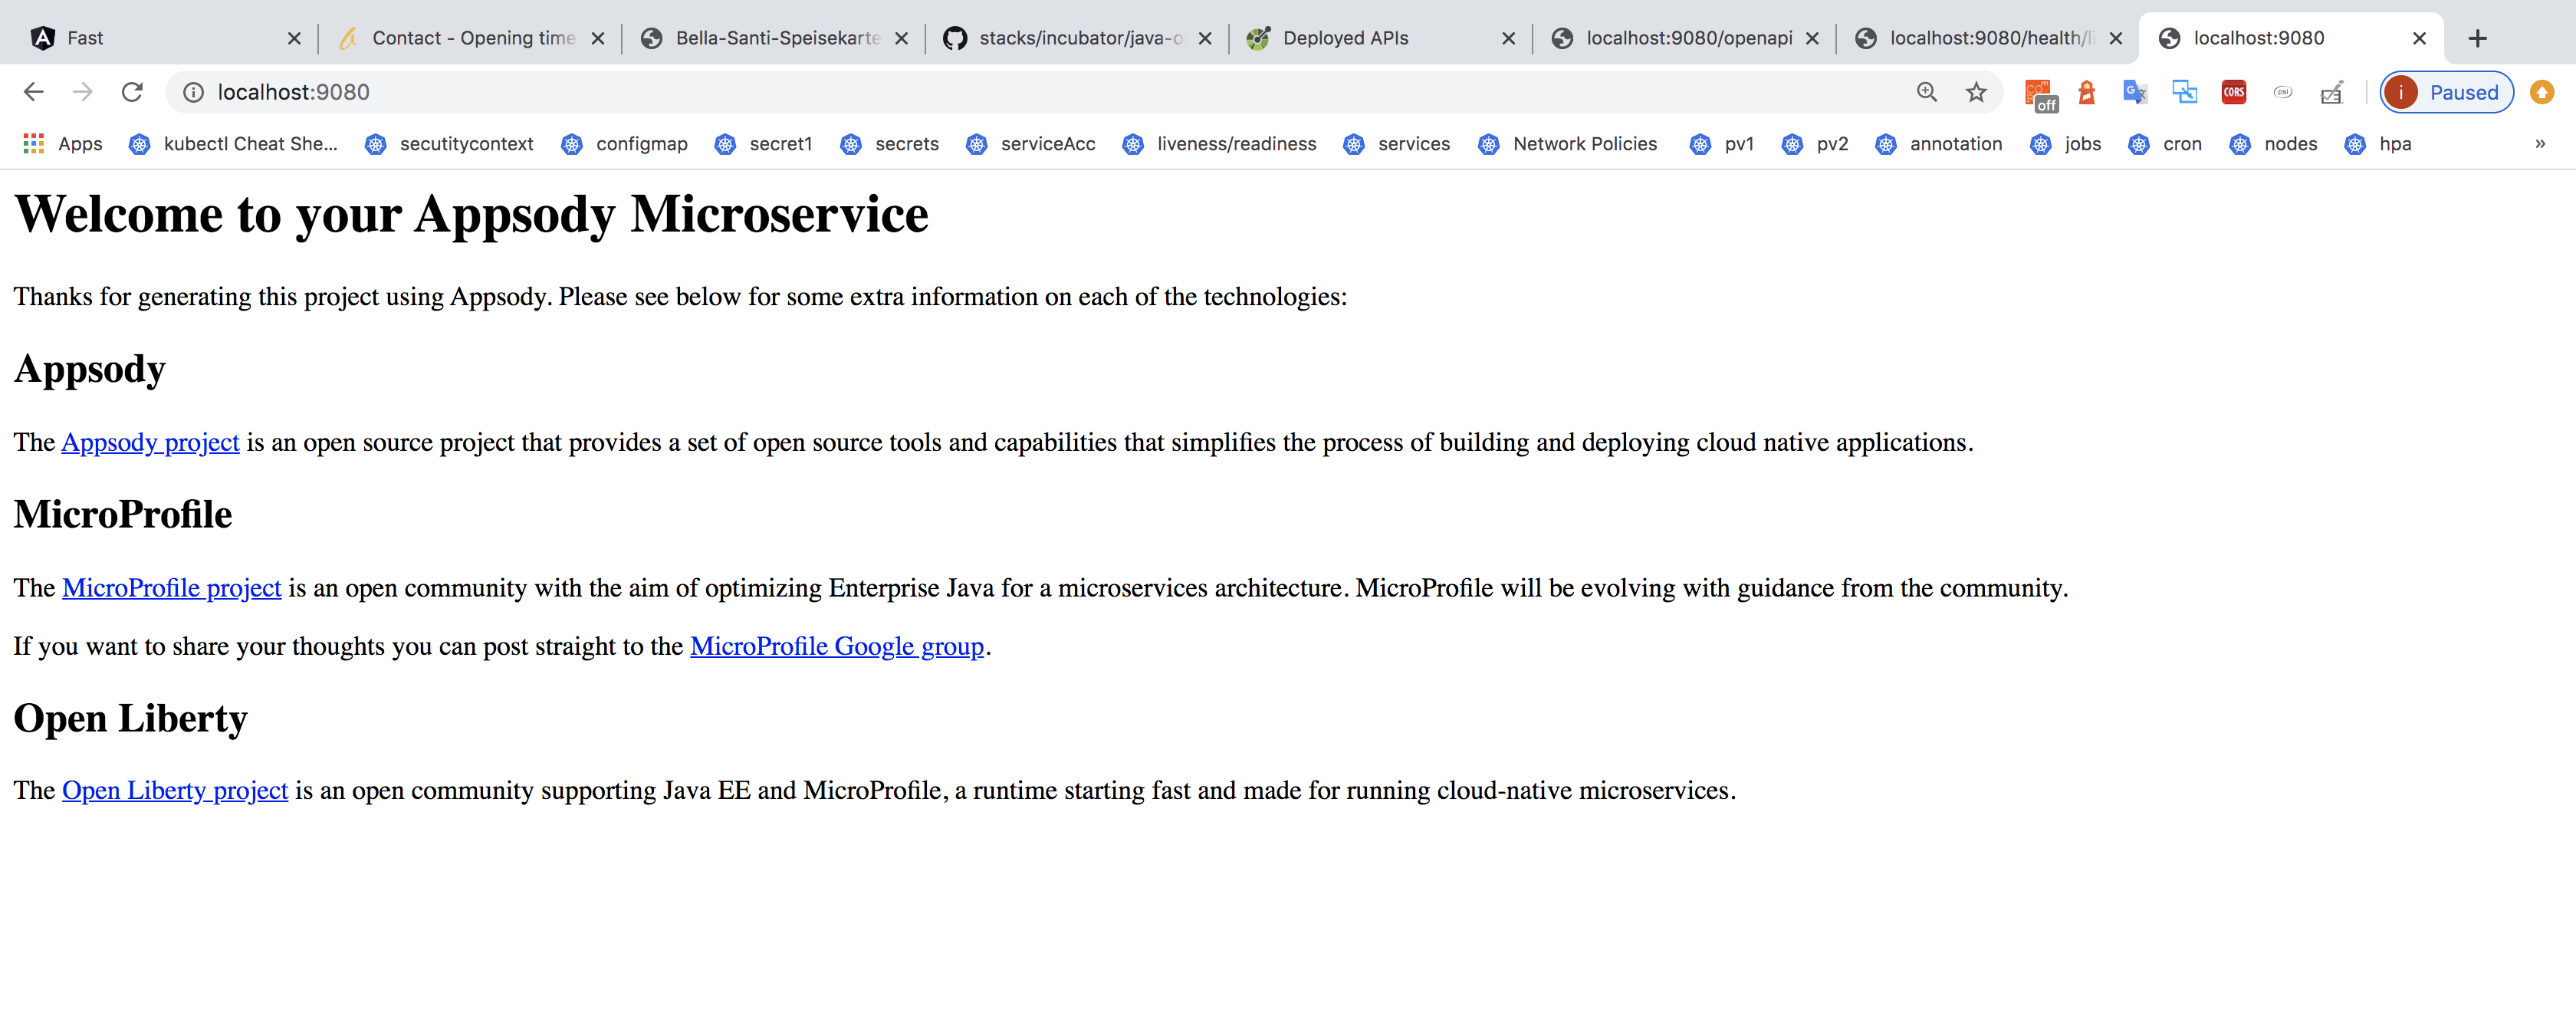 Fast
Contact - Opening time
Bella-Santi-Speisekarte
stacks/incubator/java-o
Deployed APIs
localhost:9080/openapi
localhost:9080/health/li
localhost:9080
localhost:9080
off
CORS
psi
i
Paused
Apps
kubectl Cheat She...
secutitycontext
configmap
secret1
secrets
serviceAcc
liveness/readiness
services
Network Policies
pv1
pv2
annotation
jobs
cron
nodes
hpa
»
Welcome to your Appsody Microservice
Thanks for generating this project using Appsody. Please see below for some extra information on each of the technologies:
Appsody
The Appsody project is an open source project that provides a set of open source tools and capabilities that simplifies the process of building and deploying cloud native applications.
MicroProfile
The MicroProfile project is an open community with the aim of optimizing Enterprise Java for a microservices architecture. MicroProfile will be evolving with guidance from the community.
If you want to share your thoughts you can post straight to the MicroProfile Google group.
Open Liberty
The Open Liberty project is an open community supporting Java EE and MicroProfile, a runtime starting fast and made for running cloud-native microservices.